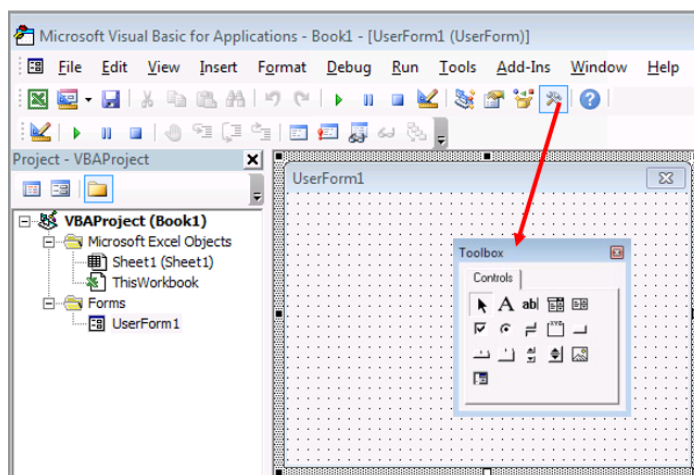 Microsoft Visual Basic for Applications - Book1 - [UserForm1 (UserForm)]
File Edit View Insert Format Debug Run Tools Add-Ins Window Help
Project - VBAProject
UserForm1
VBAProject (Book1)
Microsoft Excel Objects
Sheet1 (Sheet1)
ThisWorkbook
Forms
UserForm1
Toolbox
Controls
A abl
XYZ